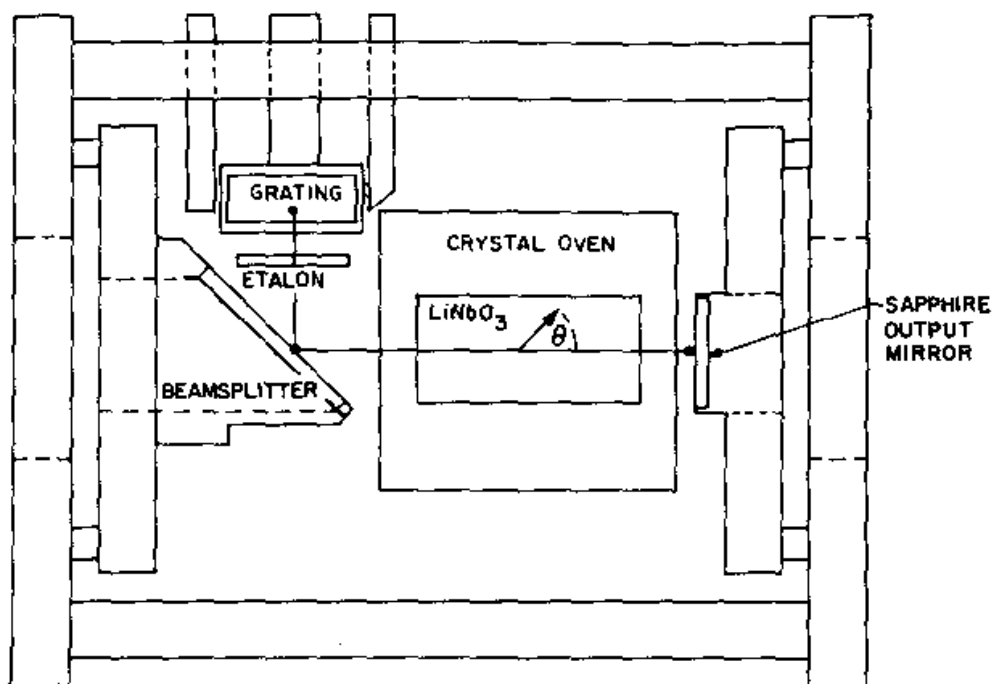 GRATING
CRYSTAL OVEN
ETALON
LiNbO3
θ
SAPPHIRE
OUTPUT
MIRROR
BEAMSPLITTER